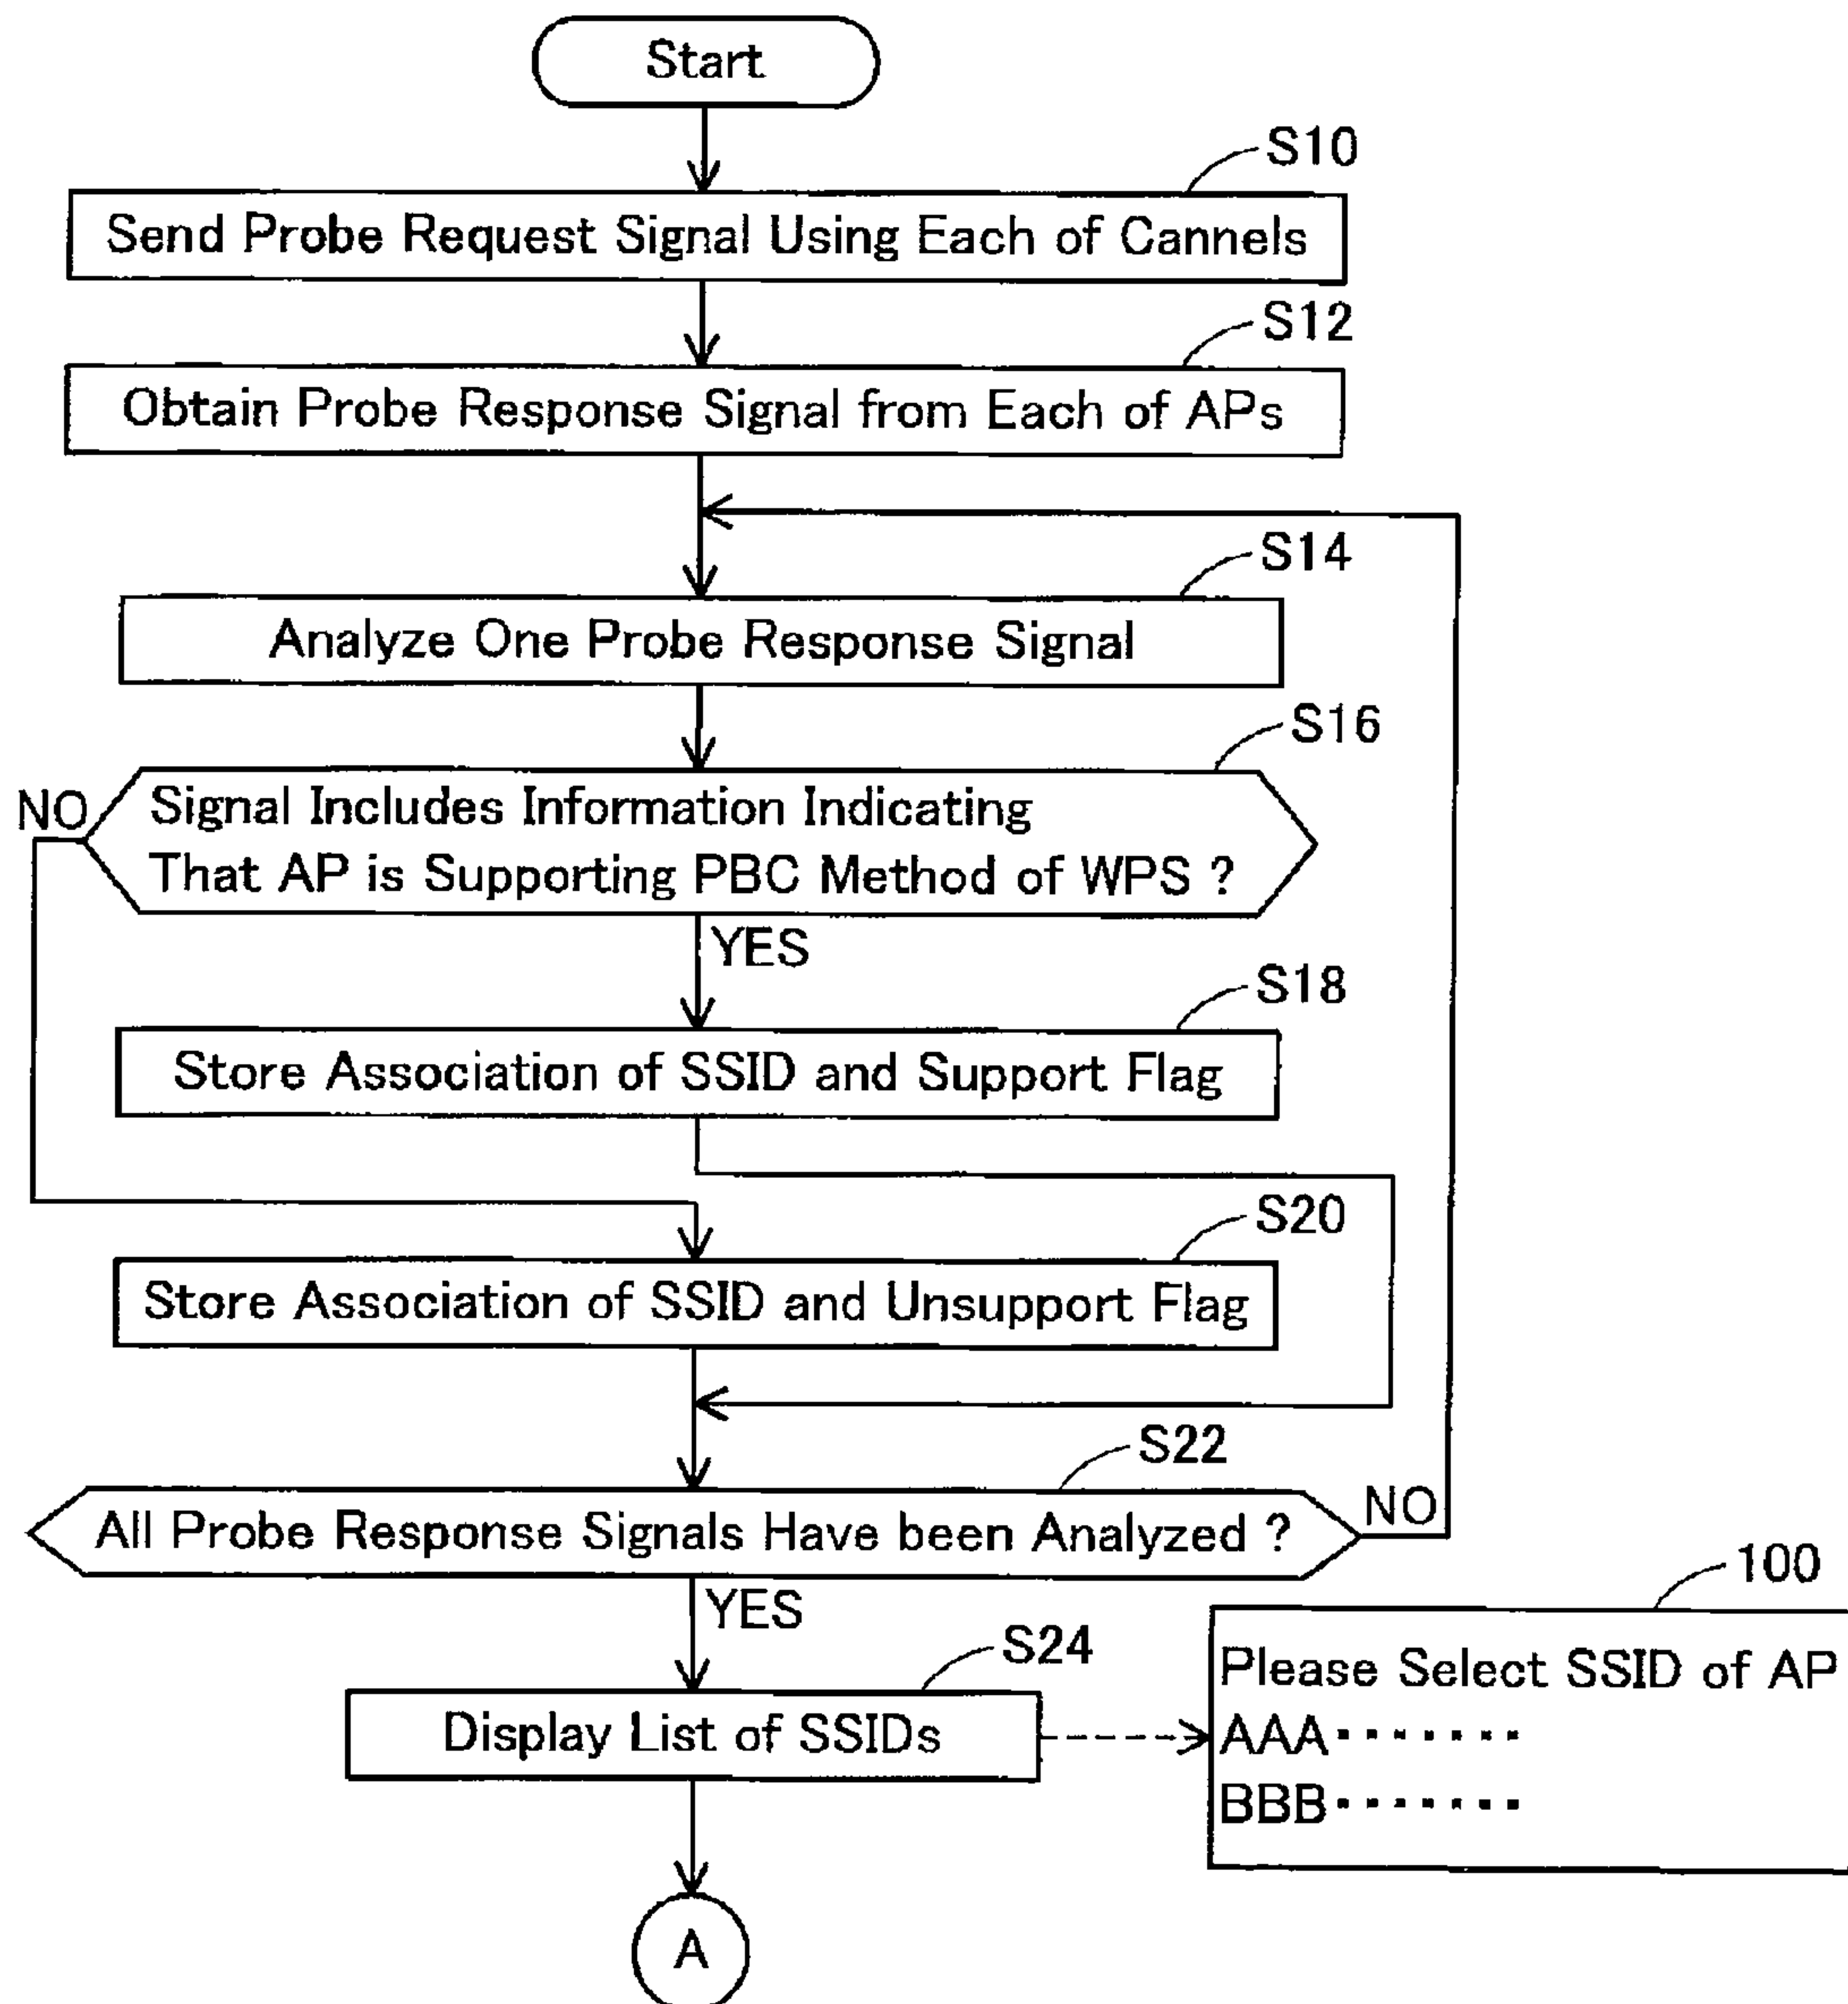 Start
S10
Send Probe Request Signal Using Each of Cannels
S12
Obtain Probe Response Signal from Each of APs
S14
Analyze One Probe Response Signal
S16
NO
Signal Includes Information Indicating
That AP is Supporting PBC Method of WPS ?
YES
S18
Store Association of SSID and Support Flag
S20
Store Association of SSID and Unsupport Flag
S22
All Probe Response Signals Have been Analyzed ?
NO
YES
100
S24
Display List of SSIDs
Please Select SSID of AP
AAA·······
BBB·······
A